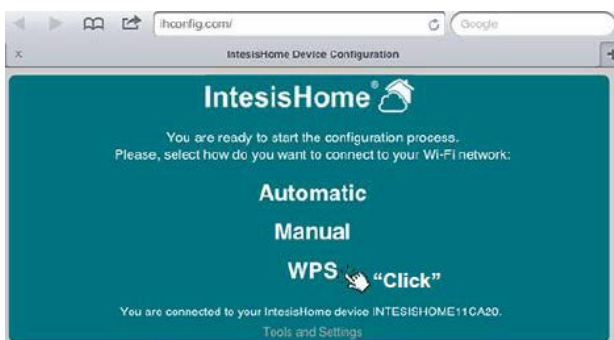 ihconfig.com/
Google
IntesisHome Device Configuration
IntesisHome®
You are ready to start the configuration process.
Please, select how do you want to connect to your Wi-Fi network:
Automatic
Manual
WPS “Click”
You are connected to your IntesisHome device INTESISHOME11CA20.
Tools and Settings